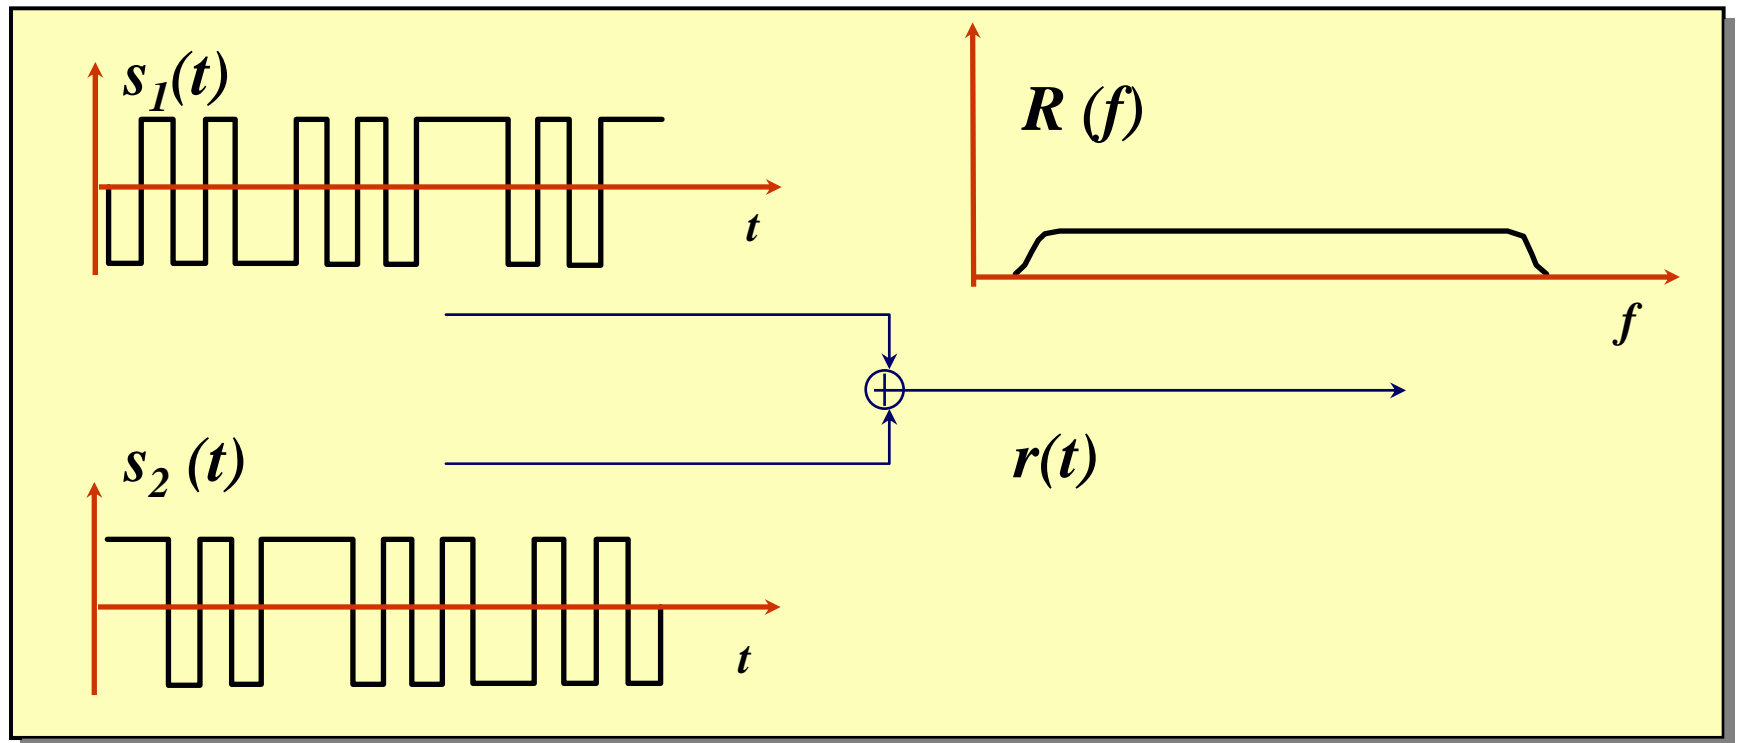 s1(t)
R (f)
t
f
s2 (t)
r(t)
t